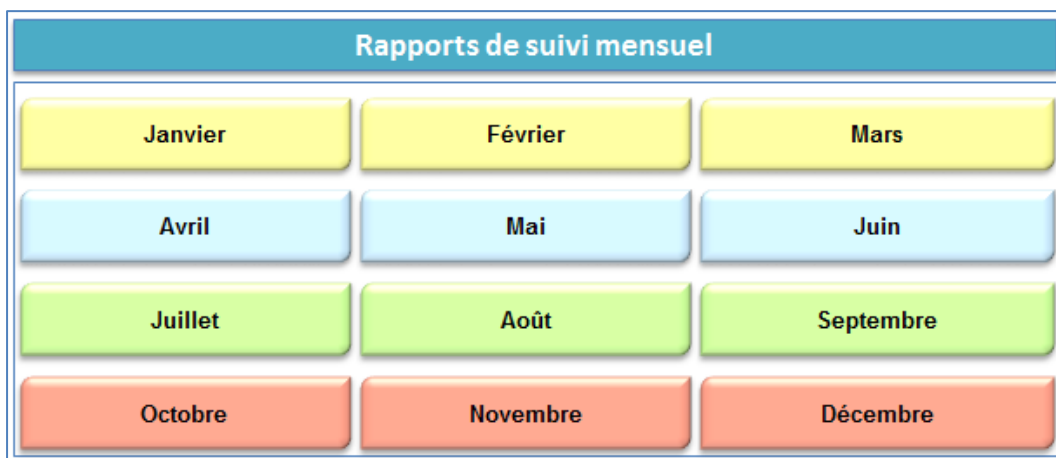 Rapports de suivi mensuel
Janvier Février Mars
Avril Mai Juin
Juillet Août Septembre
Octobre Novembre Décembre